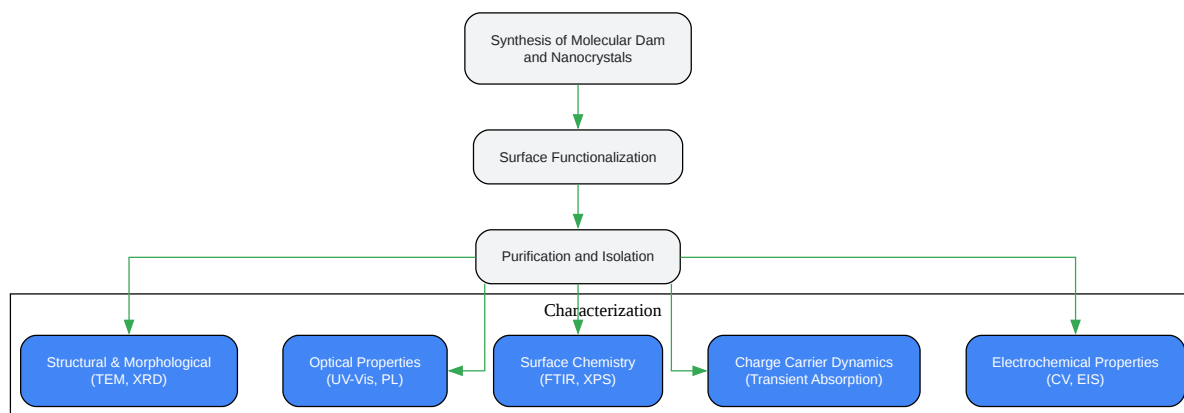 Synthesis of Molecular Dam
and Nanocrystals
Surface Functionalization
Purification and Isolation
Characterization
Structural & Morphological
(TEM, XRD)
Optical Properties
(UV-Vis, PL)
Surface Chemistry
(FTIR, XPS)
Charge Carrier Dynamics
(Transient Absorption)
Electrochemical Properties
(CV, EIS)